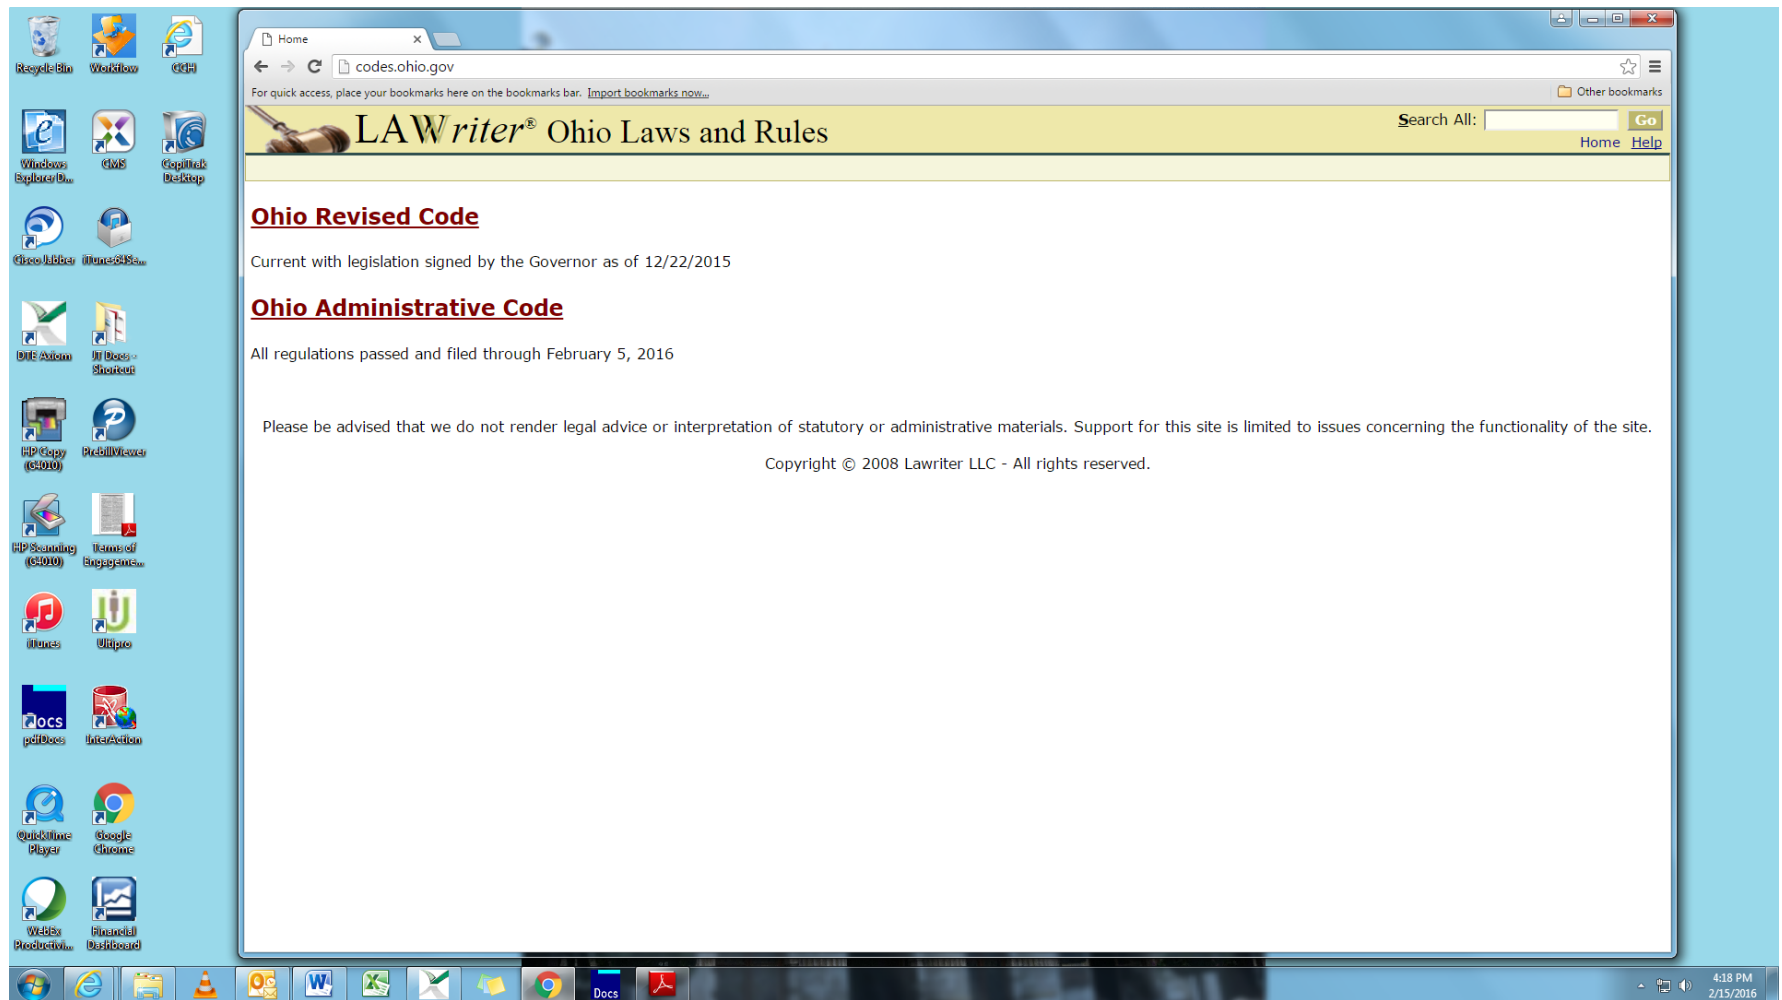 Home
codes.ohio.gov
For quick access, place your bookmarks here on the bookmarks bar. Import bookmarks now...
Other bookmarks
LAWriter® Ohio Laws and Rules
Search All:
Go
Home Help
Ohio Revised Code
Current with legislation signed by the Governor as of 12/22/2015
Ohio Administrative Code
All regulations passed and filed through February 5, 2016
Please be advised that we do not render legal advice or interpretation of statutory or administrative materials. Support for this site is limited to issues concerning the functionality of the site.
Copyright © 2008 Lawriter LLC - All rights reserved.
Recycle Bin
Workflow
CCH
Windows
Explorer D...
CMS
CopiTrak
Desktop
Cisco Jabber
iTunes64Se...
DTE Axiom
JT Docs -
Shortcut
HP Copy
(G4010)
PrebillViewer
HP Scanning
(G4010)
Terms of
Engageme...
iTunes
Ultipro
Docs
pdfDocs
InterAction
QuickTime
Player
Google
Chrome
WebEx
Productivi...
Financial
Dashboard
Docs
4:18 PM
2/15/2016